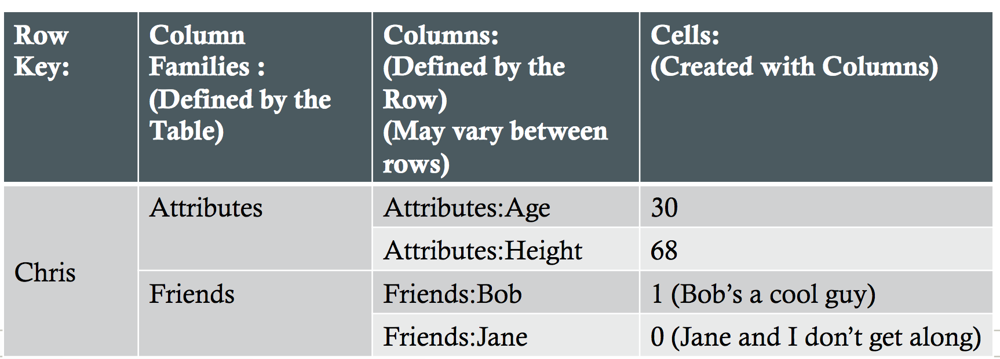 Row
Key:
Column
Families :
(Defined by the
Table)
Columns:
(Defined by the
Row)
(May vary between
rows)
Cells:
(Created with Columns)
Chris
Attributes
Attributes:Age
30
Attributes:Height
68
Friends
Friends:Bob
1 (Bob’s a cool guy)
Friends:Jane
0 (Jane and I don’t get along)